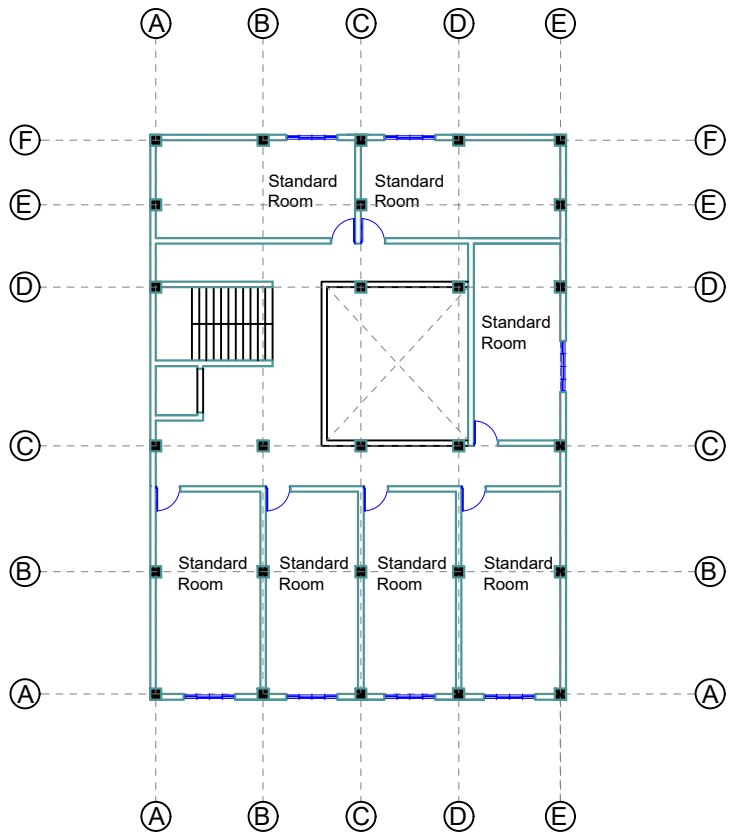 A B C D E
F F
Standard Standard
Room Room
E E
D D
Standard
Room
C C
Standard Standard Standard Standard
Room Room Room Room
B B
A A
A B C D E